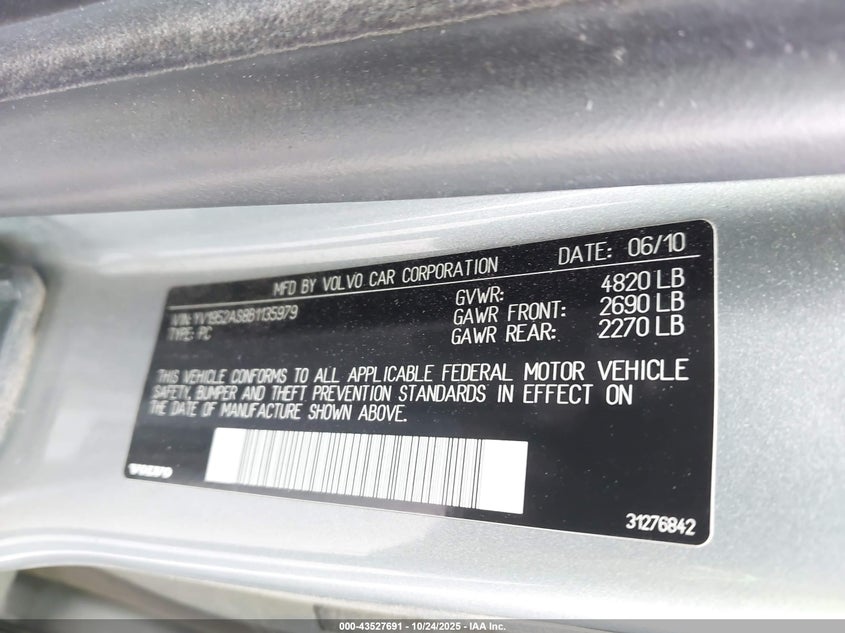 MFD BY VOLVO CAR CORPORATION DATE: 06/10
VIN: YV1952AS8B1135979
TYPE: PC
GVWR: 4820 LB
GAWR FRONT: 2690 LB
GAWR REAR: 2270 LB
THIS VEHICLE CONFORMS TO ALL APPLICABLE FEDERAL MOTOR VEHICLE
SAFETY, BUMPER AND THEFT PREVENTION STANDARDS IN EFFECT ON
THE DATE OF MANUFACTURE SHOWN ABOVE.
VOLVO
31276842
000-43527691 - 10/24/2025 - IAA Inc.